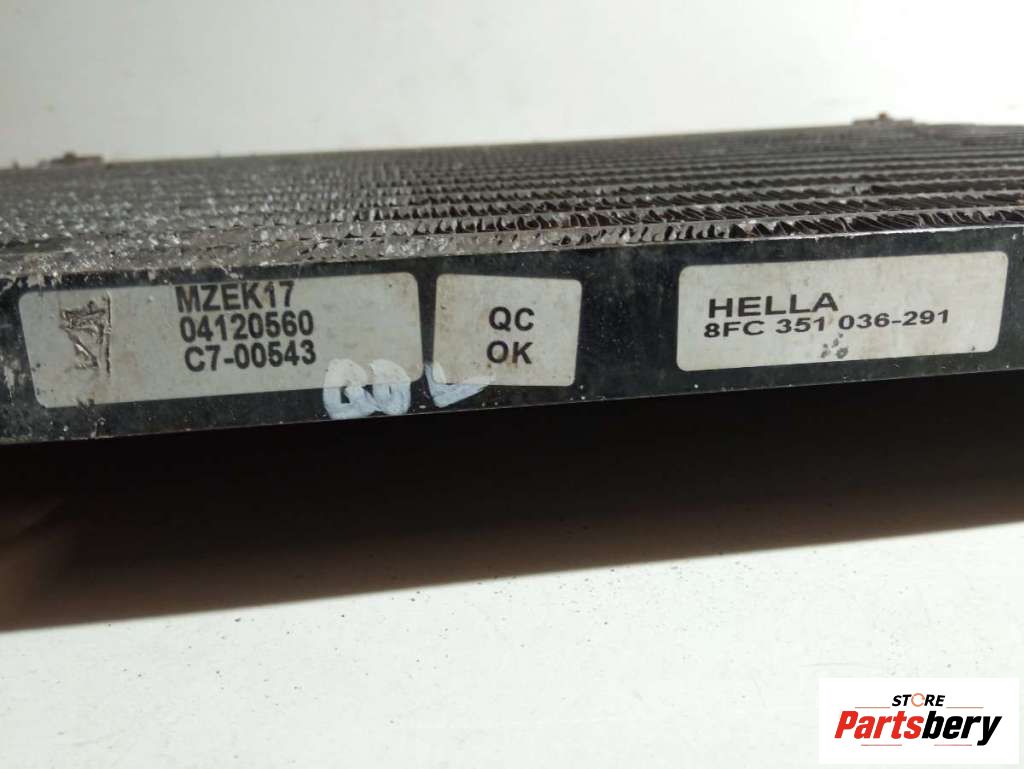 MZEK17
04120560
C7-00543
QC
OK
HELLA
8FC 351 036-291
STORE
Partsbery